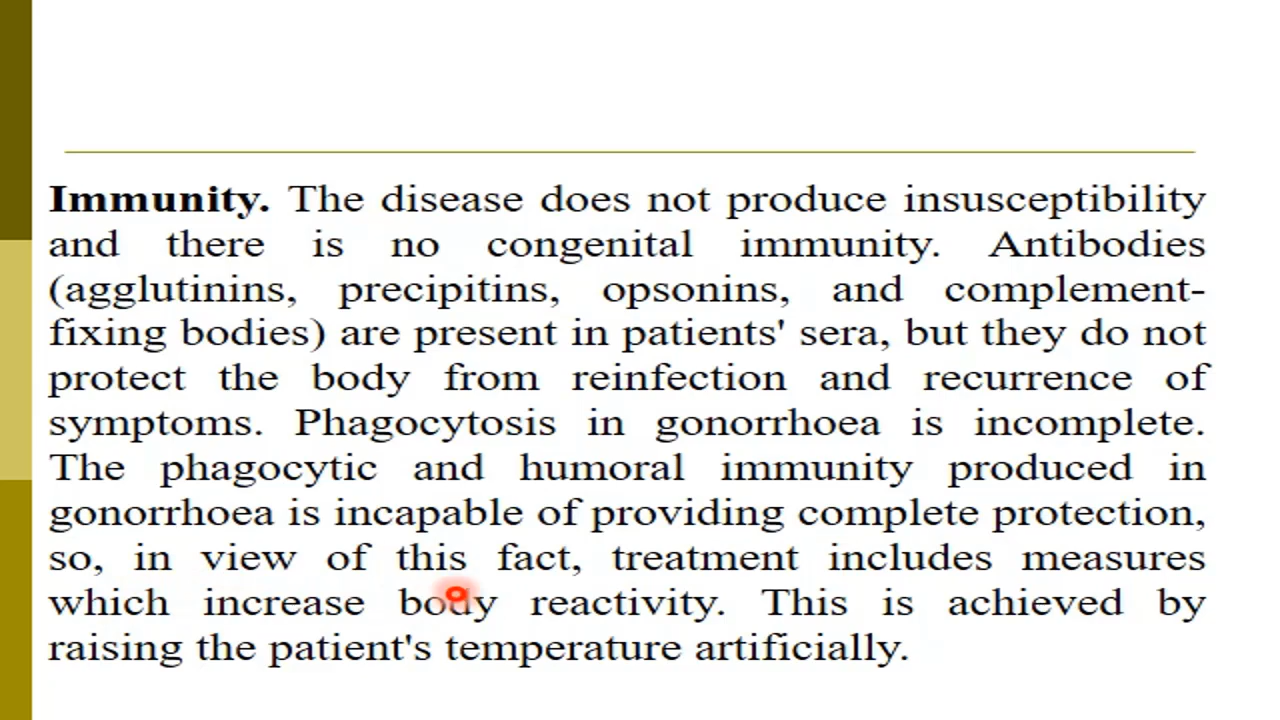 Immunity. The disease does not produce insusceptibility
and there is no congenital immunity. Antibodies
(agglutinins, precipitins, opsonins, and complement-
fixing bodies) are present in patients' sera, but they do not
protect the body from reinfection and recurrence of
symptoms. Phagocytosis in gonorrhoea is incomplete.
The phagocytic and humoral immunity produced in
gonorrhoea is incapable of providing complete protection,
so, in view of this fact, treatment includes measures
which increase body reactivity. This is achieved by
raising the patient's temperature artificially.